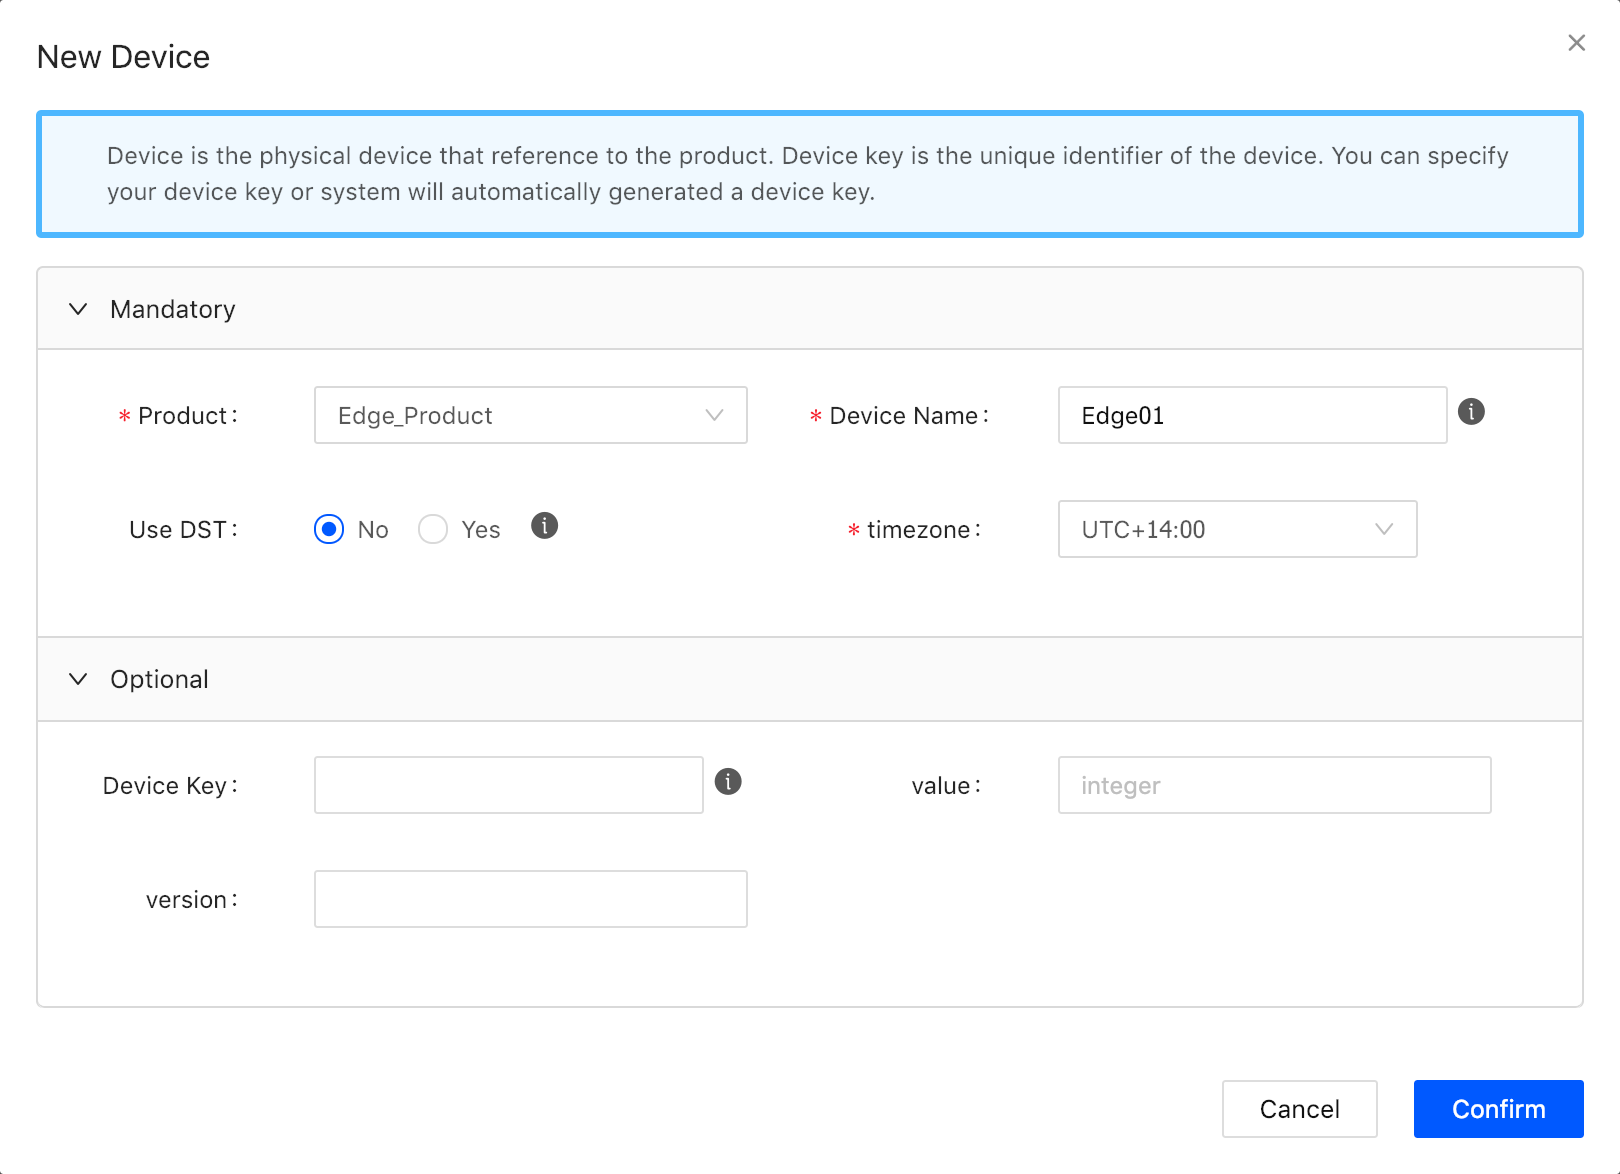 New Device
Device is the physical device that reference to the product. Device key is the unique identifier of the device. You can specify
your device key or system will automatically generated a device key.
Mandatory
* Product: Edge_Product * Device Name: Edge01
Use DST: No Yes * timezone: UTC+14:00
Optional
Device Key: value: integer
version:
Cancel Confirm